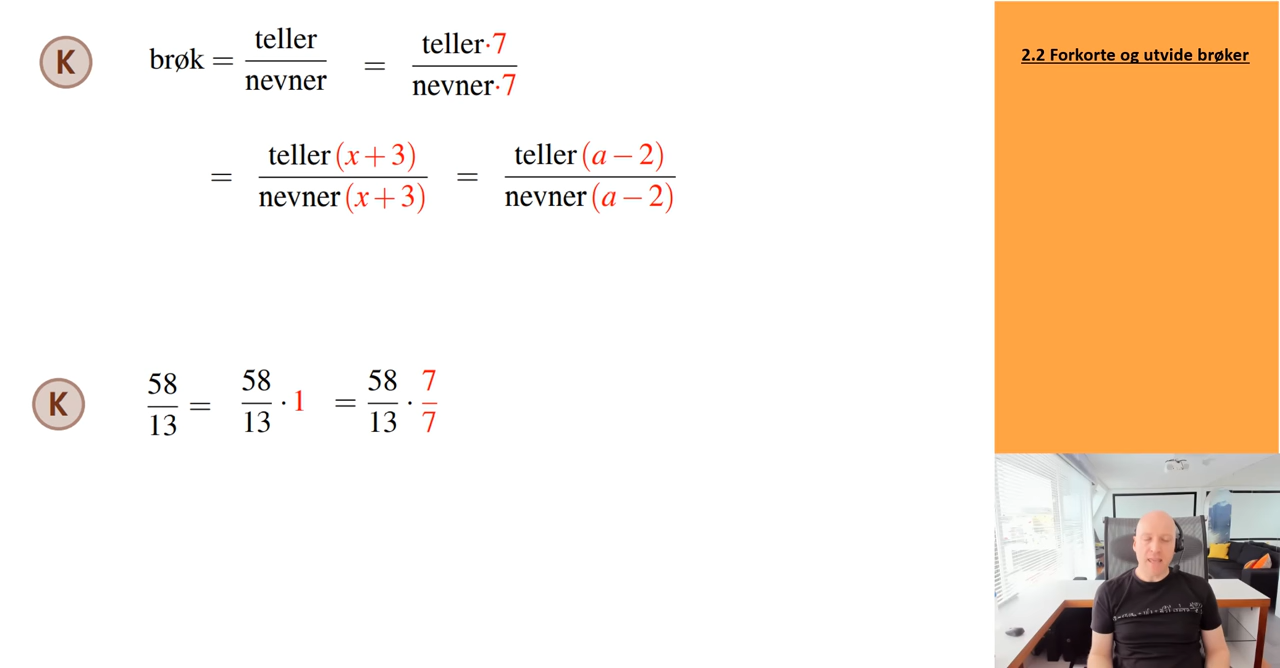 K brøk = teller/nevner = teller·7/nevner·7
= teller(x+3)/nevner(x+3) = teller(a−2)/nevner(a−2)
K 58/13 = 58/13 · 1 = 58/13 · 7/7
2.2 Forkorte og utvide brøker